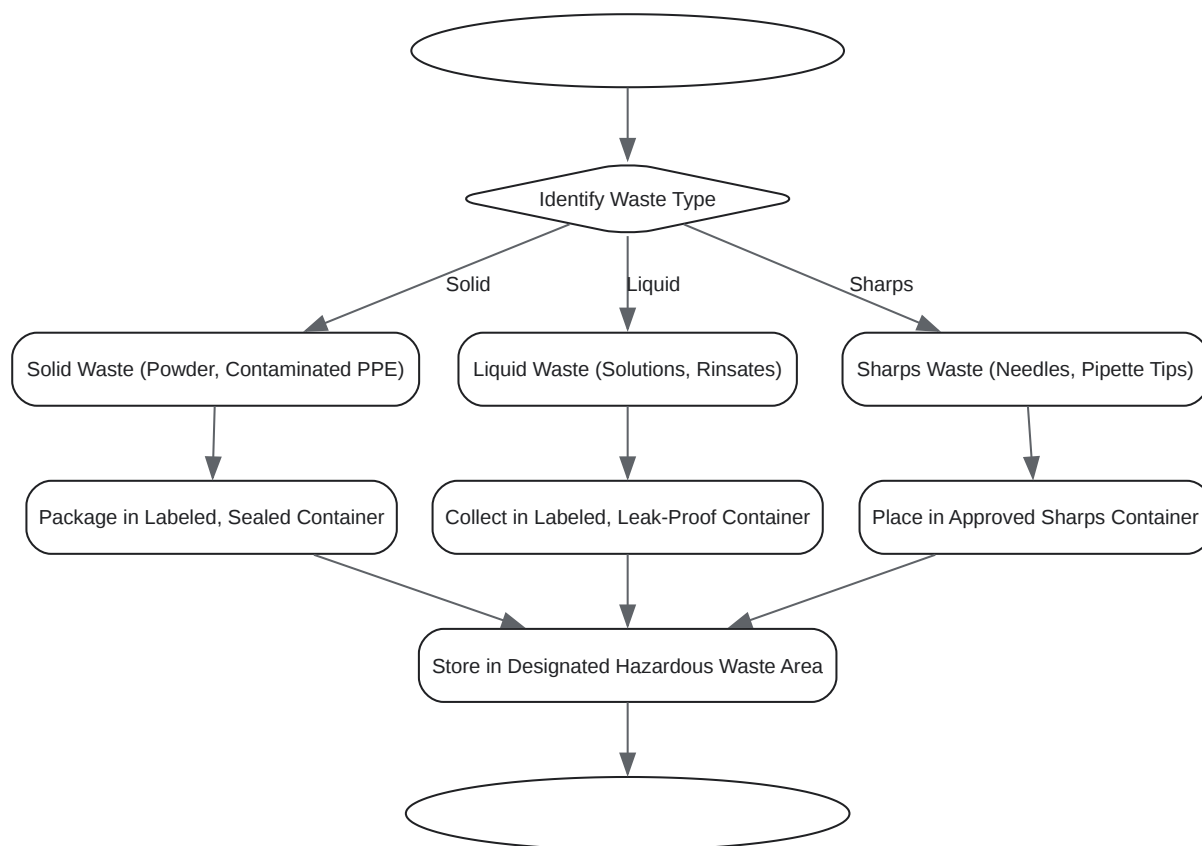 Identify Waste Type
Solid
Liquid
Sharps
Solid Waste (Powder, Contaminated PPE)
Liquid Waste (Solutions, Rinsates)
Sharps Waste (Needles, Pipette Tips)
Package in Labeled, Sealed Container
Collect in Labeled, Leak-Proof Container
Place in Approved Sharps Container
Store in Designated Hazardous Waste Area